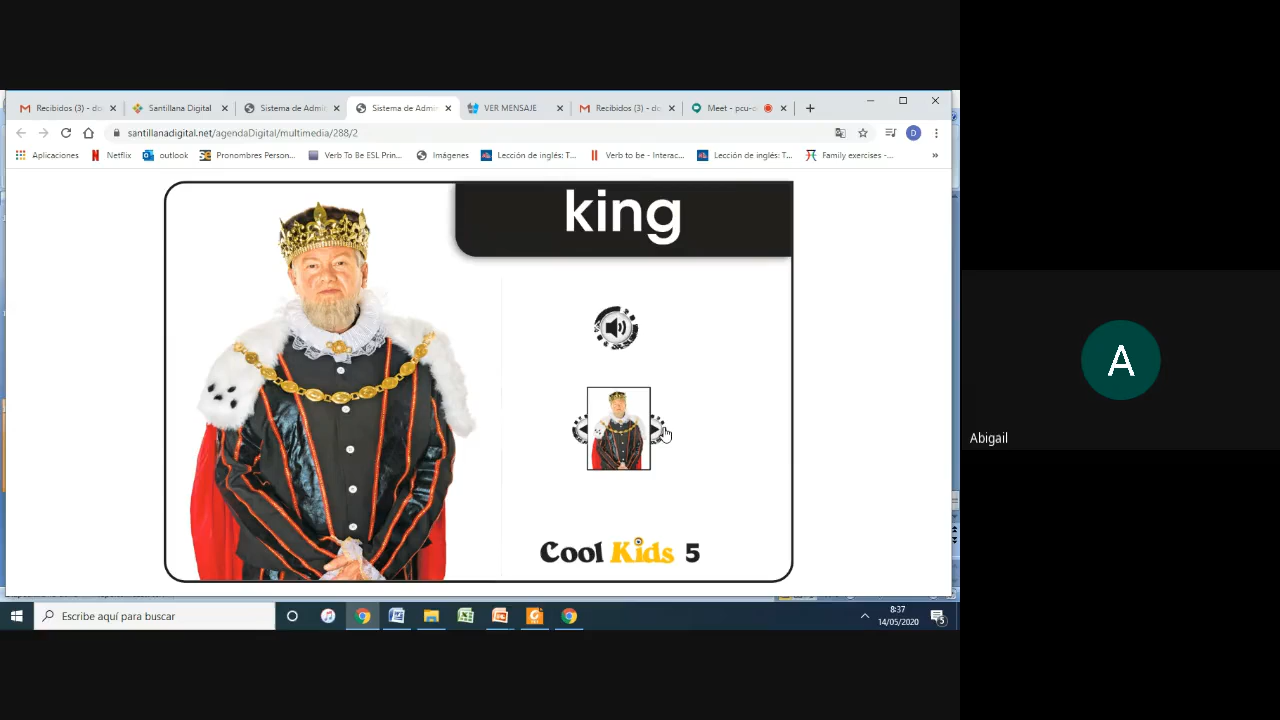 Recibidos (3) - do
Santillana Digital
Sistema de Admi
Sistema de Admi
VER MENSAJE
Recibidos (3) - do
Meet - pcu-c
santillanadigital.net/agendaDigital/multimedia/288/2
D
Aplicaciones
Netflix
outlook
Pronombres Person...
Verb To Be ESL Prin...
Imágenes
Lección de inglés: T...
Verb to be - Interac...
Lección de inglés: T...
Family exercises -...
king
Cool Kids 5
A
Abigail
Escribe aquí para buscar
8:37
14/05/2020
5